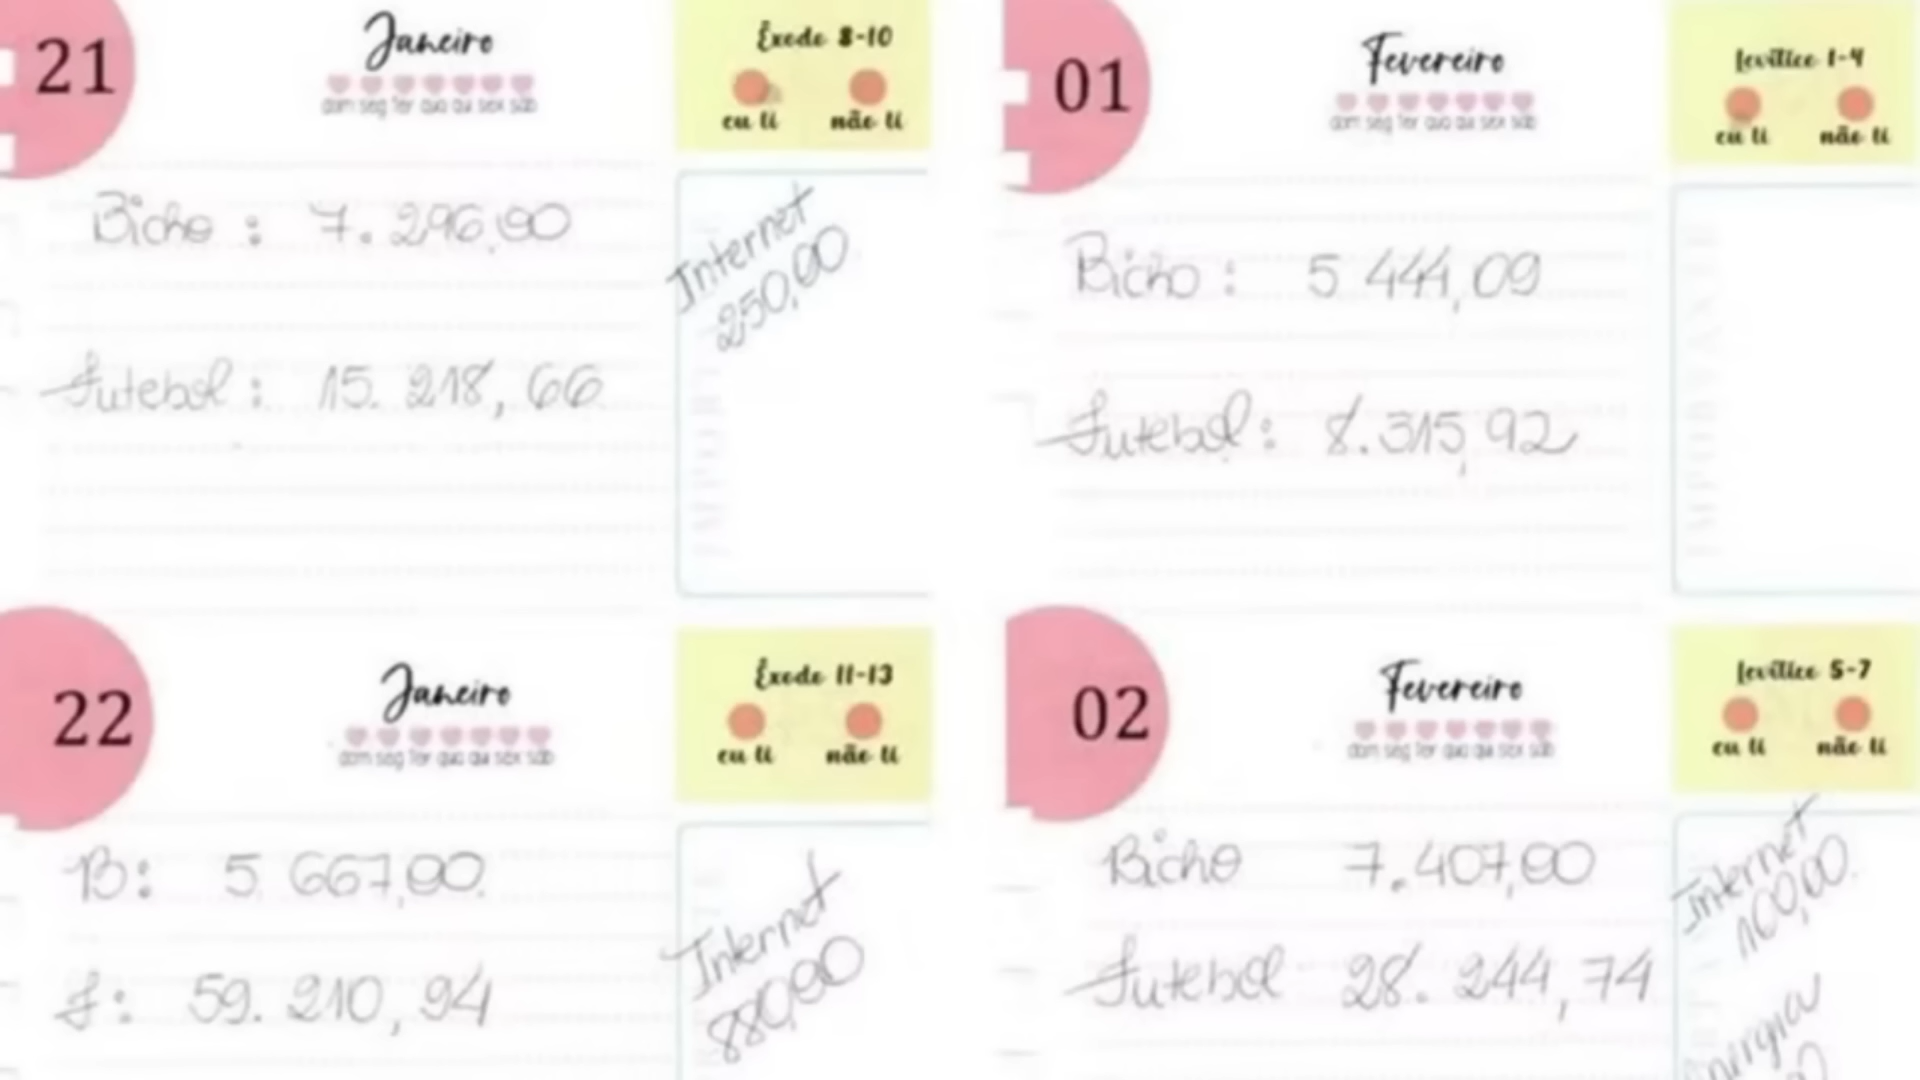 21
Janeiro
dom seg ter qua qui sex sáb
Êxodo 8-10
eu li não li
Bicho : 7.296,00
Internet
250,00
Futebol : 15.218,66
22
Janeiro
dom seg ter qua qui sex sáb
Êxodo 11-13
eu li não li
B: 5 667,00
Internet
880,00
F: 59.210,94
01
Fevereiro
dom seg ter qua qui sex sáb
Levítico 1-4
eu li não li
Bicho : 5 444,09
Futebol : 8.315,92
02
Fevereiro
dom seg ter qua qui sex sáb
Levítico 5-7
eu li não li
Bicho 7.407,00
Internet
100,00
Futebol 28.244,74